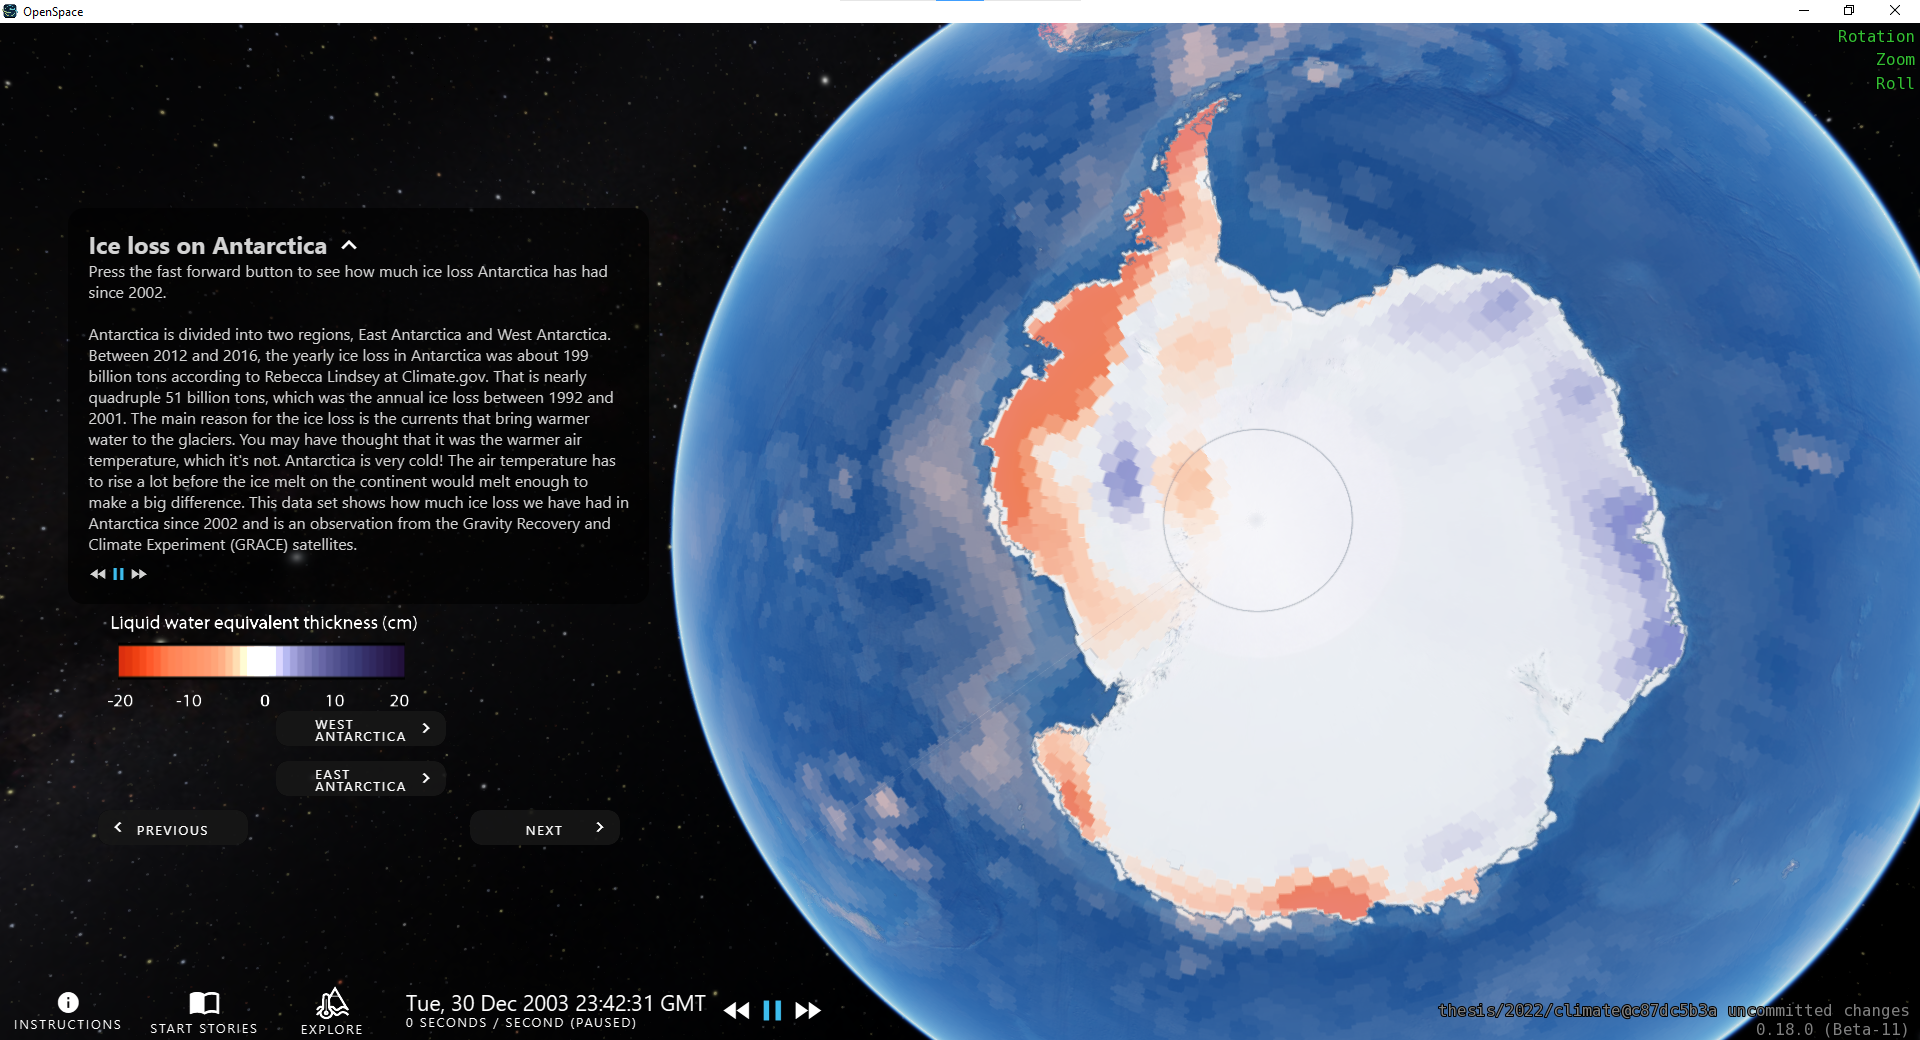 OpenSpace
Rotation
Zoom
Roll
Ice loss on Antarctica
Press the fast forward button to see how much ice loss Antarctica has had
since 2002.
Antarctica is divided into two regions, East Antarctica and West Antarctica.
Between 2012 and 2016, the yearly ice loss in Antarctica was about 199
billion tons according to Rebecca Lindsey at Climate.gov. That is nearly
quadruple 51 billion tons, which was the annual ice loss between 1992 and
2001. The main reason for the ice loss is the currents that bring warmer
water to the glaciers. You may have thought that it was the warmer air
temperature, which it's not. Antarctica is very cold! The air temperature has
to rise a lot before the ice melt on the continent would melt enough to
make a big difference. This data set shows how much ice loss we have had in
Antarctica since 2002 and is an observation from the Gravity Recovery and
Climate Experiment (GRACE) satellites.
Liquid water equivalent thickness (cm)
-20 -10 0 10 20
WEST
ANTARCTICA
EAST
ANTARCTICA
PREVIOUS
NEXT
INSTRUCTIONS
START STORIES
EXPLORE
Tue, 30 Dec 2003 23:42:31 GMT
0 SECONDS / SECOND (PAUSED)
thesis/2022/climate@c87dc5b3a uncommitted changes
0.18.0 (Beta-11)